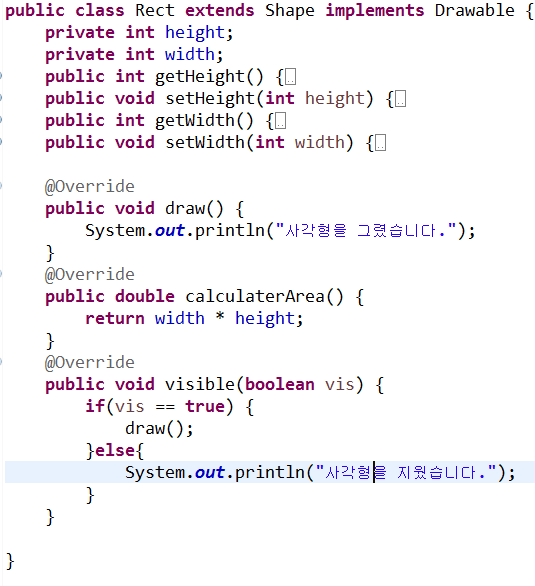 public class Rect extends Shape implements Drawable {
private int height;
private int width;
public int getHeight() {..
public void setHeight(int height) {..
public int getWidth() {..
public void setWidth(int width) {..
@Override
public void draw() {
System.out.println("사각형을 그렸습니다.");
}
@Override
public double calculaterArea() {
return width * height;
}
@Override
public void visible(boolean vis) {
if(vis == true) {
draw();
}else{
System.out.println("사각형을 지웠습니다.");
}
}
}